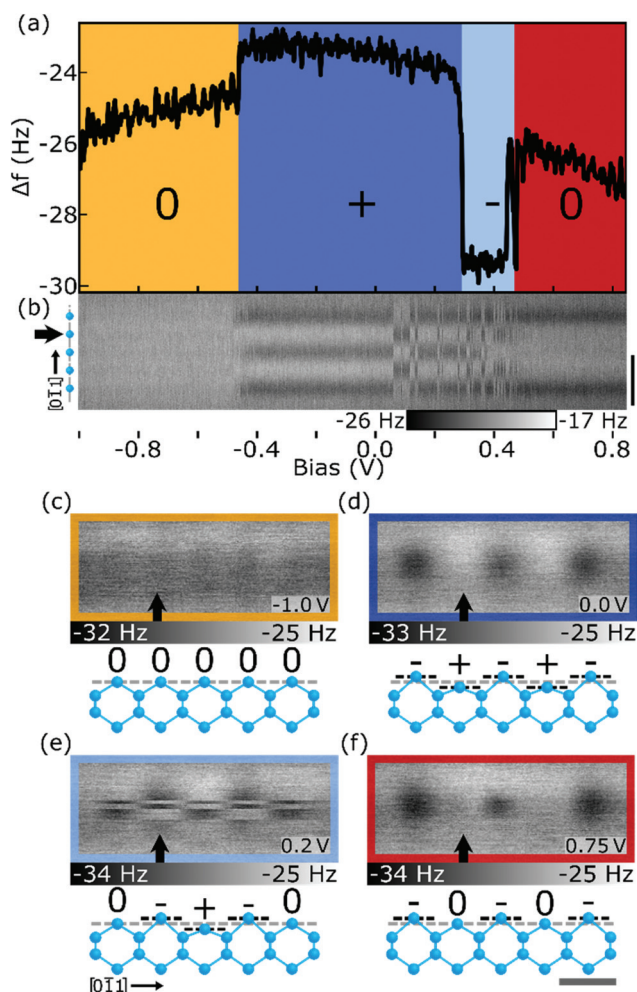 (a)
-24
-26
-28
-30
Δf (Hz)
0 + - 0
(b)
[01̅1]
-26 Hz -17 Hz
-0.8 -0.4 0.0 0.4 0.8
Bias (V)
(c)
-1.0 V
-32 Hz -25 Hz
0 0 0 0 0
(d)
0.0 V
-33 Hz -25 Hz
- + - + -
(e)
0.2 V
-34 Hz -25 Hz
0 - + - 0
[01̅1]
(f)
0.75 V
-34 Hz -25 Hz
- 0 - 0 -